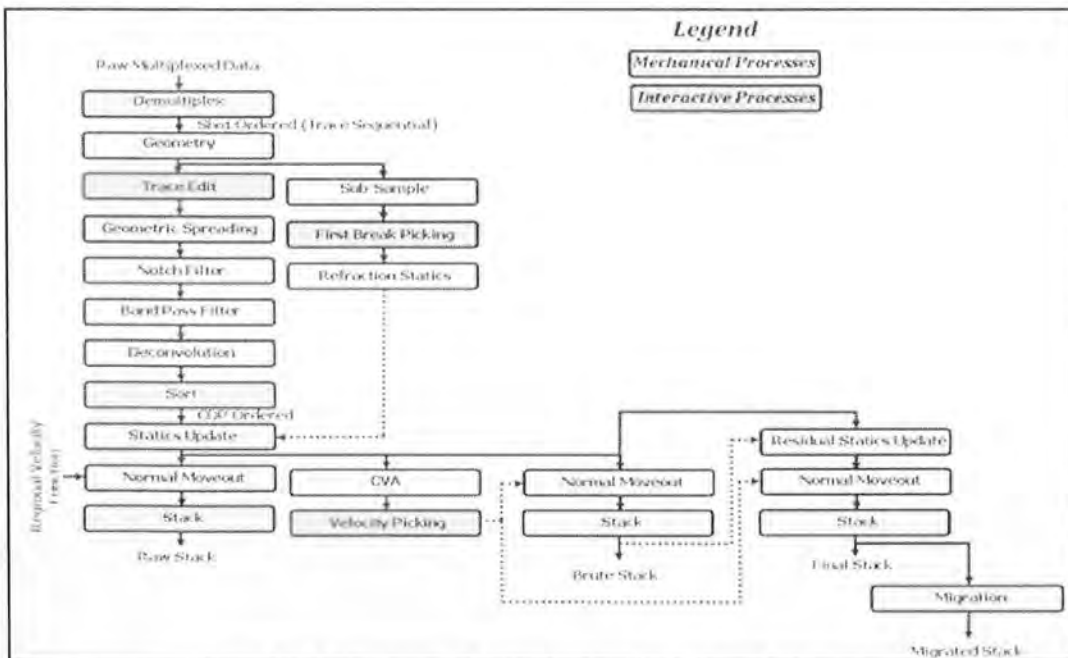 Legend
Mechanical Processes
Interactive Processes
Raw Multiplexed Data
Demultiplex
Shot Ordered (Trace Sequential)
Geometry
Trace Edit
Sub Sample
Geometric Spreading
First Break Picking
Notch Filter
Refraction Statics
Band Pass Filter
Deconvolution
Sort
CDP Ordered
Statics Update
Residual Statics Update
Regional Velocity
Function
Normal Moveout
CVA
Normal Moveout
Normal Moveout
Stack
Velocity Picking
Stack
Stack
Raw Stack
Brute Stack
Final Stack
Migration
Migrated Stack